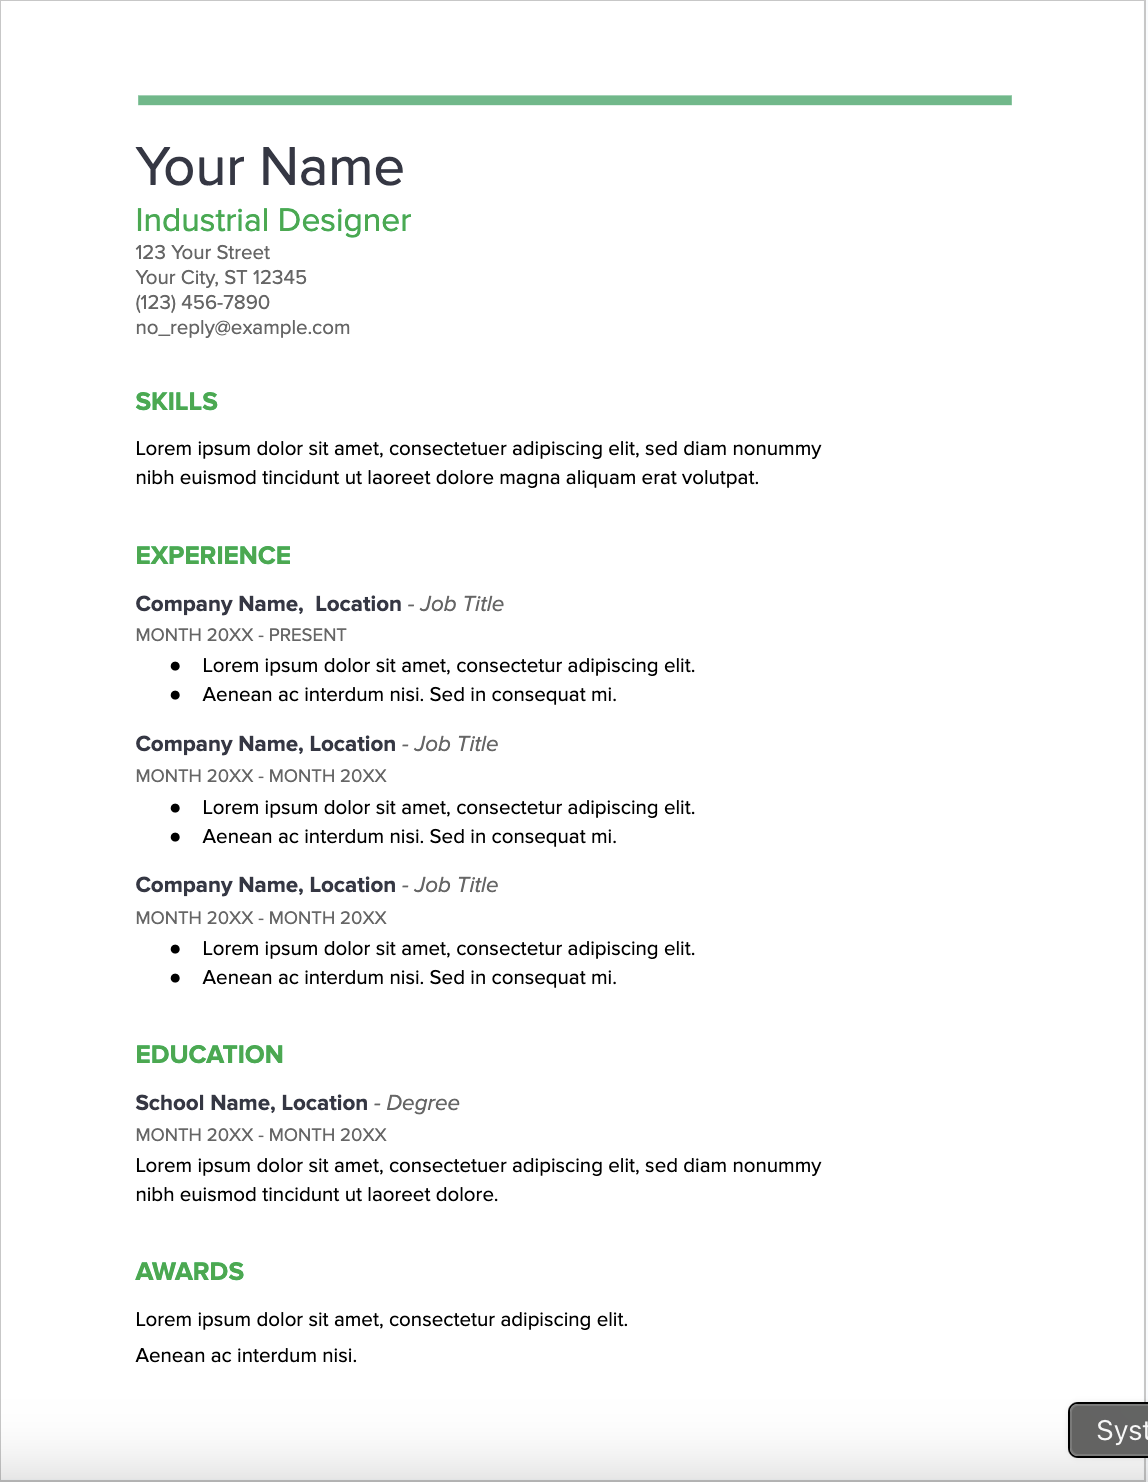 Your Name
Industrial Designer
123 Your Street
Your City, ST 12345
(123) 456-7890
no_reply@example.com
SKILLS
Lorem ipsum dolor sit amet, consectetuer adipiscing elit, sed diam nonummy
nibh euismod tincidunt ut laoreet dolore magna aliquam erat volutpat.
EXPERIENCE
Company Name,  Location - Job Title
MONTH 20XX - PRESENT
● Lorem ipsum dolor sit amet, consectetur adipiscing elit.
● Aenean ac interdum nisi. Sed in consequat mi.
Company Name, Location - Job Title
MONTH 20XX - MONTH 20XX
● Lorem ipsum dolor sit amet, consectetur adipiscing elit.
● Aenean ac interdum nisi. Sed in consequat mi.
Company Name, Location - Job Title
MONTH 20XX - MONTH 20XX
● Lorem ipsum dolor sit amet, consectetur adipiscing elit.
● Aenean ac interdum nisi. Sed in consequat mi.
EDUCATION
School Name, Location - Degree
MONTH 20XX - MONTH 20XX
Lorem ipsum dolor sit amet, consectetuer adipiscing elit, sed diam nonummy
nibh euismod tincidunt ut laoreet dolore.
AWARDS
Lorem ipsum dolor sit amet, consectetur adipiscing elit.
Aenean ac interdum nisi.